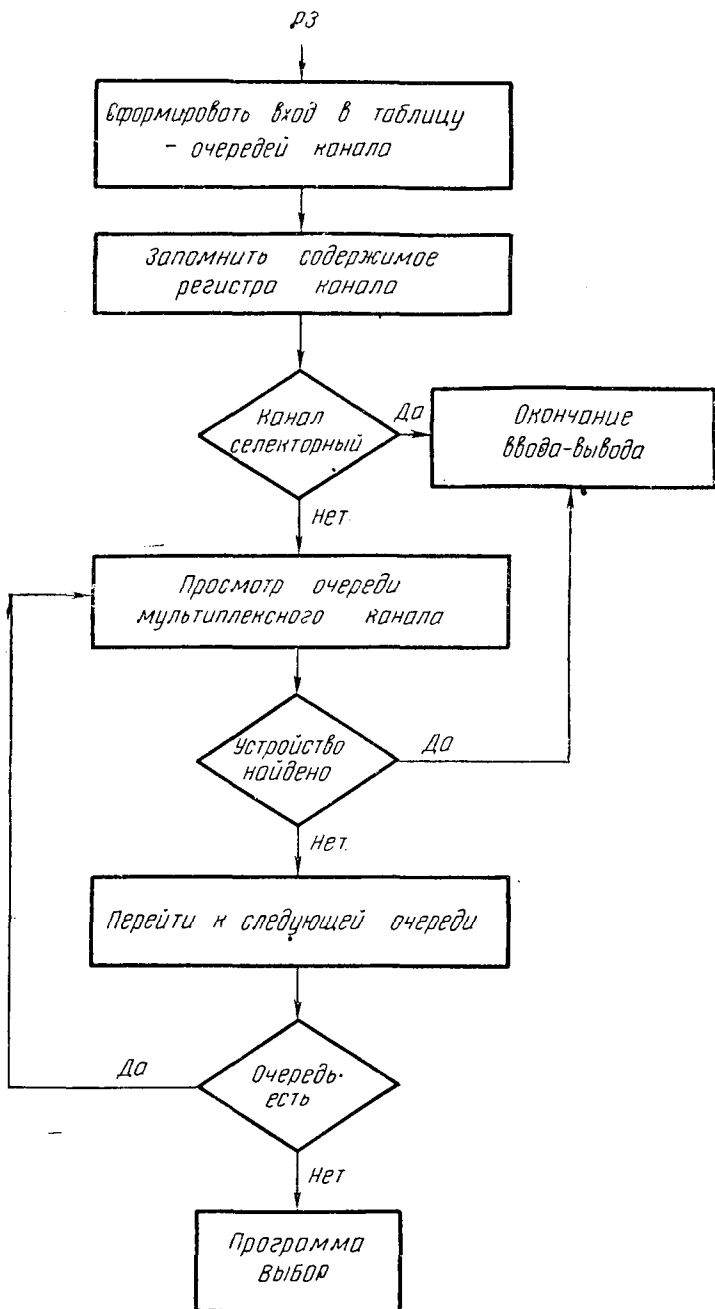 РЗ
Сформировать вход в таблицу
- очередей канала
Запомнить содержимое
регистра канала
Канал
селекторный
Да
Окончание
ввода-вывода
Нет
Просмотр очереди
мультиплексного канала
Устройство
найдено
Да
Нет
Перейти к следующей очереди
Очередь
есть
Да
Нет
Программа
ВЫБОР